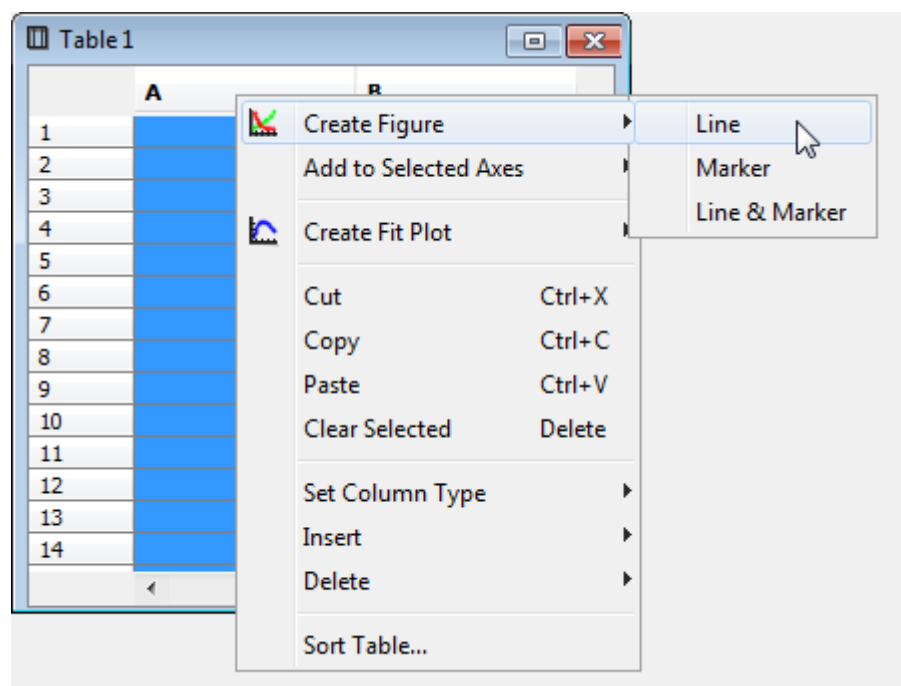 Table 1
A B
1
2
3
4
5
6
7
8
9
10
11
12
13
14
Create Figure
Add to Selected Axes
Create Fit Plot
Cut Ctrl+X
Copy Ctrl+C
Paste Ctrl+V
Clear Selected Delete
Set Column Type
Insert
Delete
Sort Table...
Line
Marker
Line & Marker